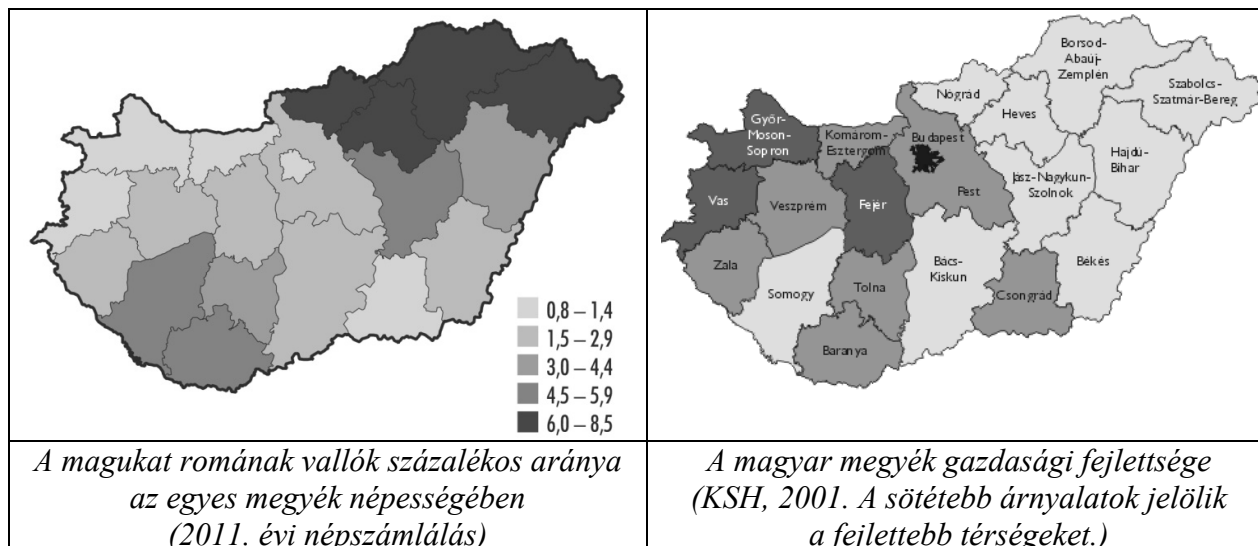 0,8 – 1,4
1,5 – 2,9
3,0 – 4,4
4,5 – 5,9
6,0 – 8,5
A magukat romának vallók százalékos aránya
az egyes megyék népességében
(2011. évi népszámlálás)
Borsod-
Abaúj-
Zemplén
Szabolcs-
Szatmár-Bereg
Nógrád
Heves
Győr-
Moson-
Sopron
Komárom-
Esztergom
Budapest
Hajdú-
Bihar
Jász-Nagykun-
Szolnok
Pest
Vas
Veszprém
Fejér
Zala
Bács-
Kiskun
Békés
Somogy
Tolna
Csongrád
Baranya
A magyar megyék gazdasági fejlettsége
(KSH, 2001. A sötétebb árnyalatok jelölik
a fejlettebb térségeket.)